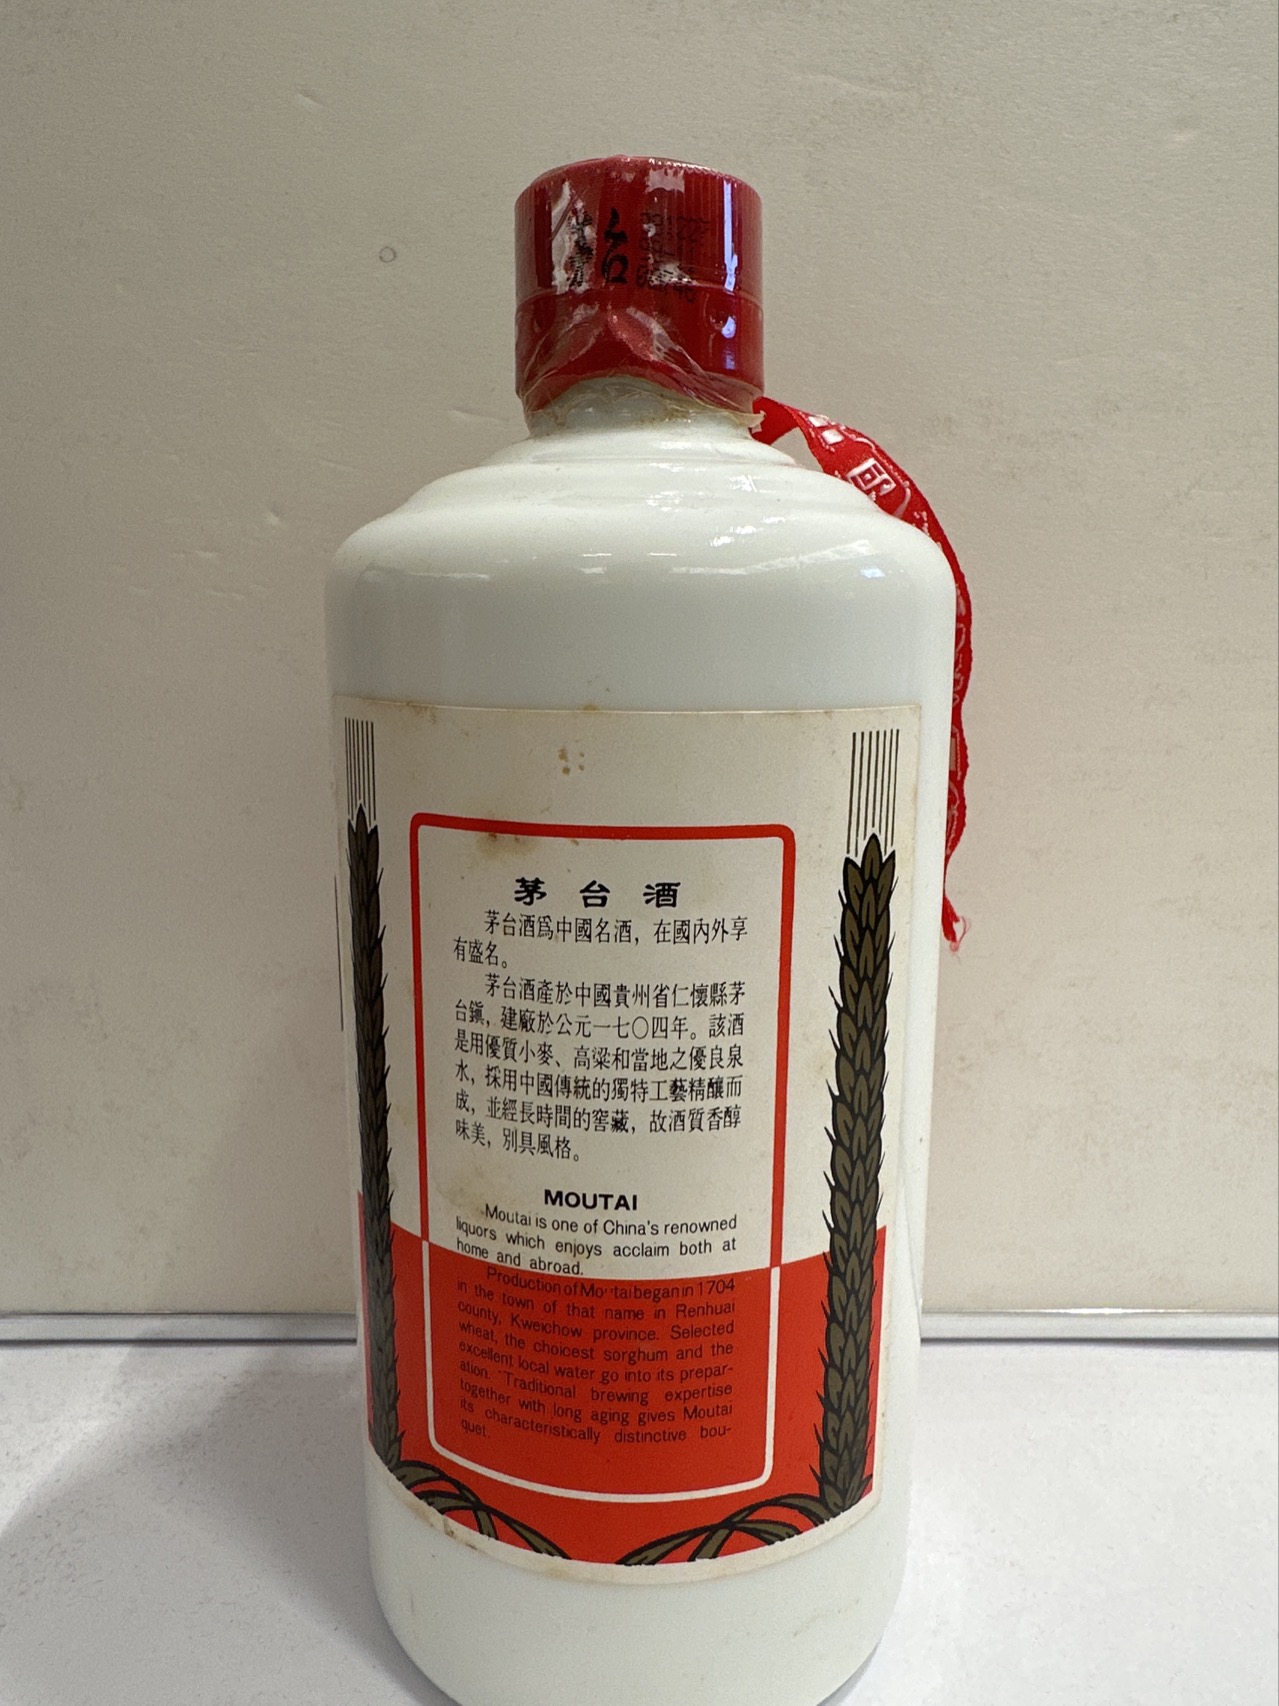 茅台酒
茅台酒爲中國名酒，在國內外享
有盛名。
茅台酒產於中國貴州省仁懷縣茅
台鎭，建廠於公元一七〇四年。該酒
是用優質小麥、高粱和當地之優良泉
水，採用中國傳統的獨特工藝精釀而
成，並經長時間的窖藏，故酒質香醇
味美，別具風格。
MOUTAI
Moutai is one of China's renowned
liquors which enjoys acclaim both at
home and abroad.
Production of Mo tai began in 1704
in the town of that name in Renhuai
county, Kweichow province. Selected
wheat, the choicest sorghum and the
excellent local water go into its prepar-
ation. Traditional brewing expertise
together with long aging gives Moutai
its characteristically distinctive bou-
quet.